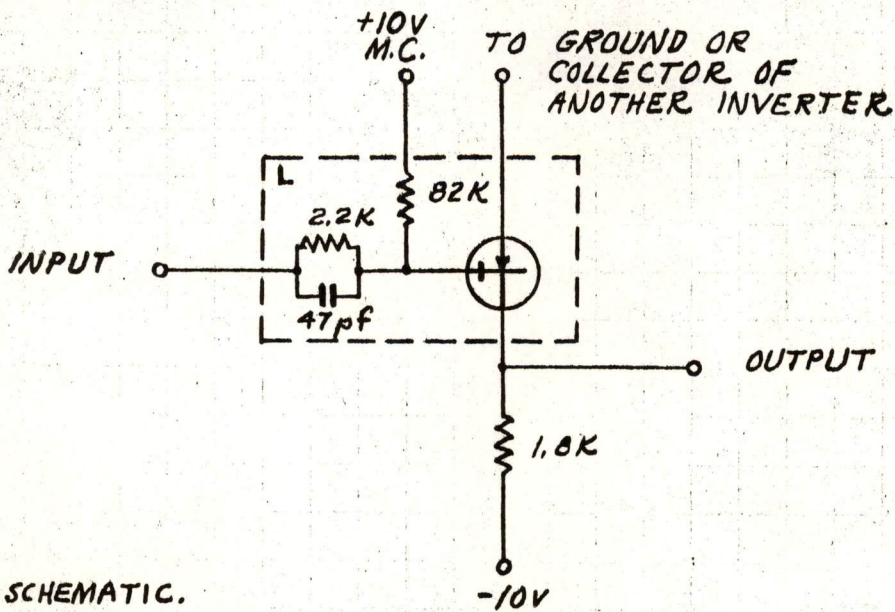 +10V
M.C.
TO GROUND OR
COLLECTOR OF
ANOTHER INVERTER
L
82K
2.2K
INPUT
47pf
OUTPUT
1.8K
SCHEMATIC.
-10V